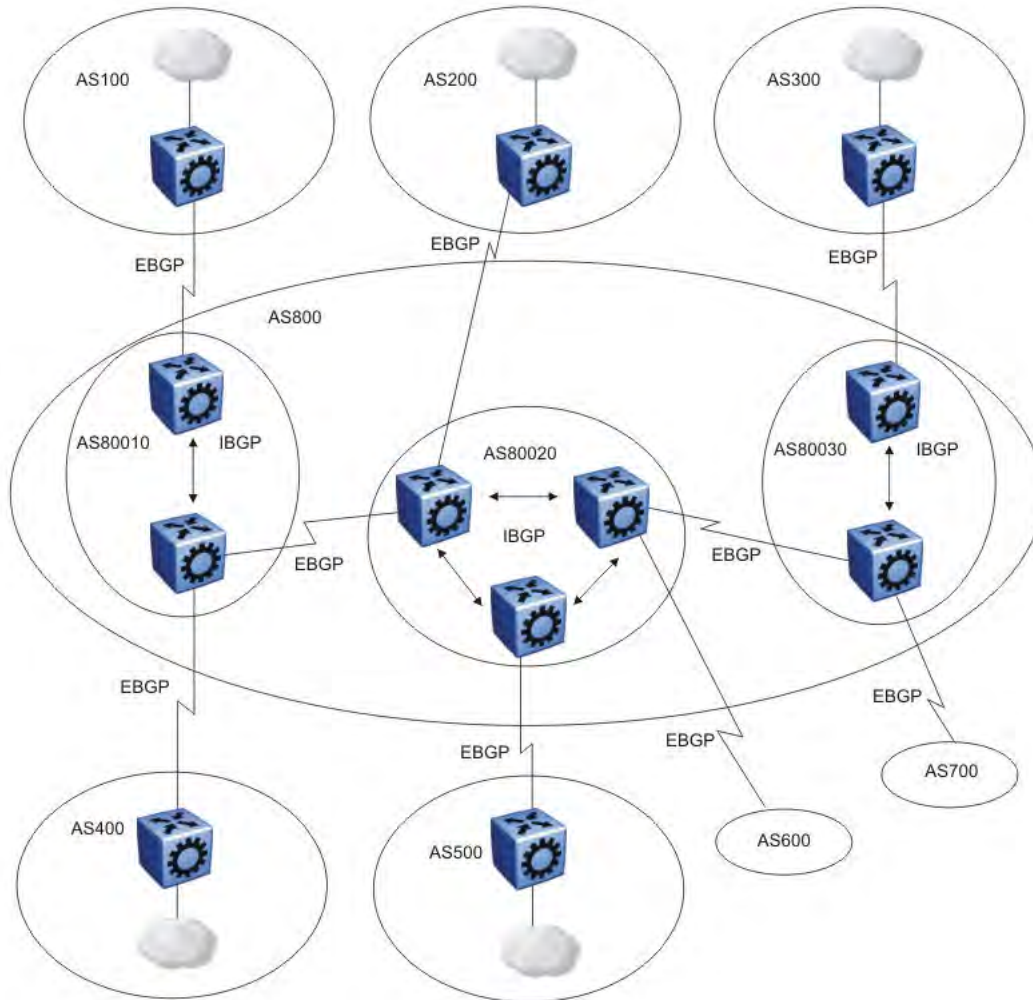 AS100
AS200
AS300
EBGP
EBGP
EBGP
AS800
AS80010
IBGP
AS80020
AS80030
IBGP
IBGP
EBGP
EBGP
EBGP
EBGP
EBGP
EBGP
AS700
AS400
AS500
AS600